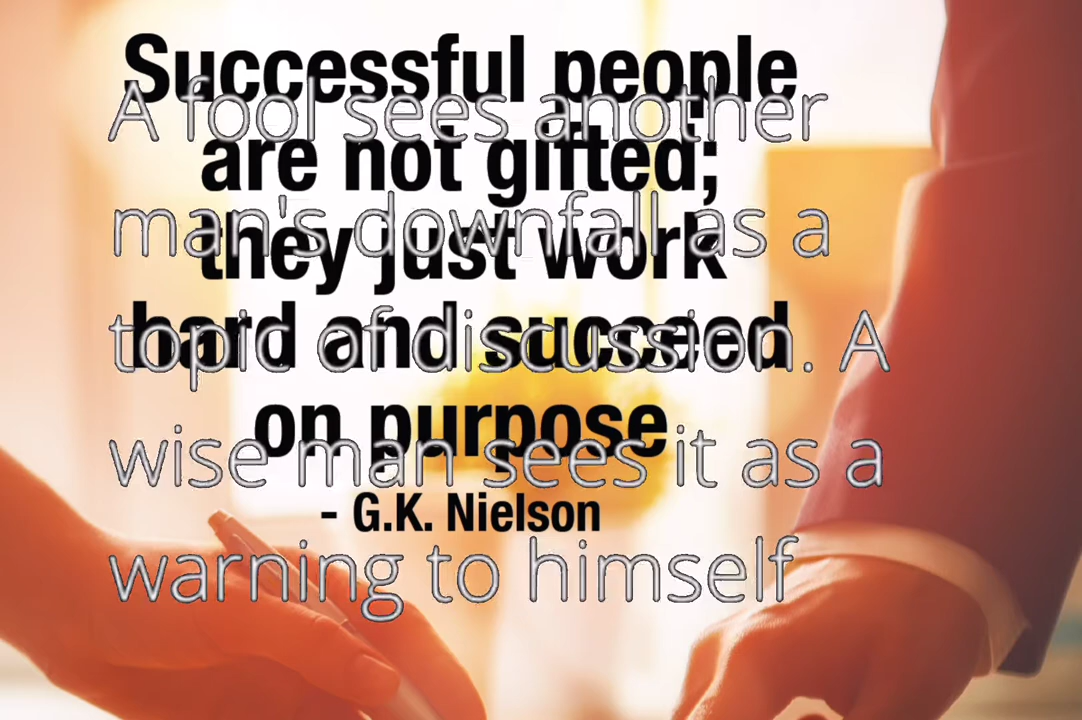 Successful people
are not gifted;
they just work
hard and succeed
on purpose
- G.K. Nielson
A fool sees another
man's downfall as a
topic of discussion. A
wise man sees it as a
warning to himself